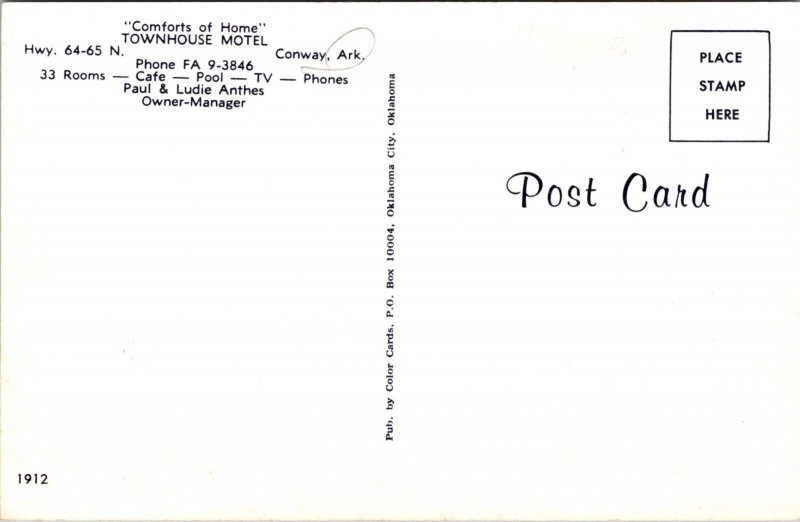 "Comforts of Home"
TOWNHOUSE MOTEL
Hwy. 64-65 N. Conway, Ark.
Phone FA 9-3846
33 Rooms — Cafe — Pool — TV — Phones
Paul & Ludie Anthes
Owner-Manager
Pub. by Color Cards, P.O. Box 10004, Oklahoma City, Oklahoma
PLACE
STAMP
HERE
Post Card
1912